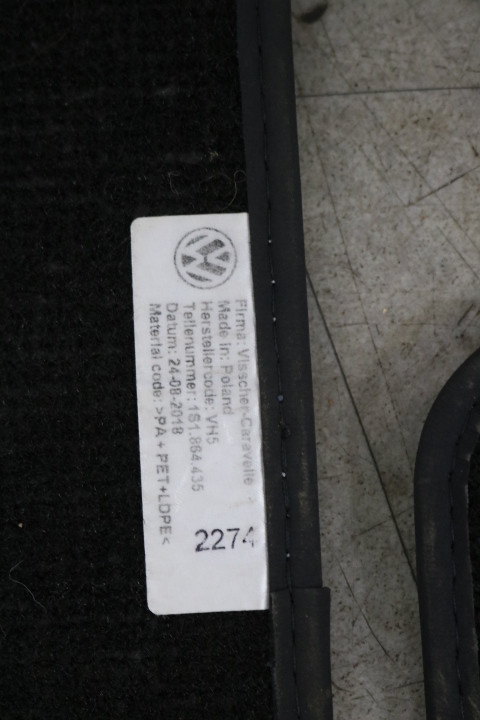 Firma: Visscher-Caravelle
Made in: Poland
Herstellercode: VH5
Teilenummer: 1S1.864.435
Datum: 24-08-2018
Material code: >PA + PET+LDPE<
2274